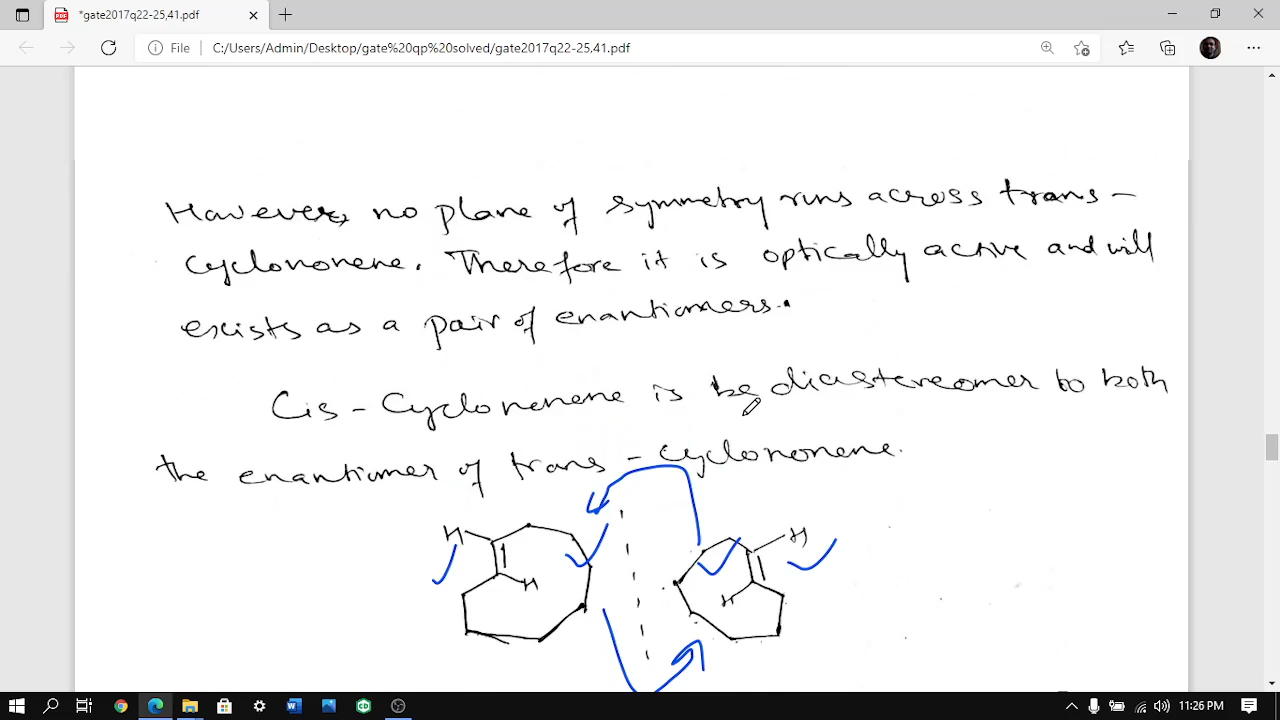 *gate2017q22-25,41.pdf
File C:/Users/Admin/Desktop/gate%20qp%20solved/gate2017q22-25,41.pdf
However, no plane of symmetry runs across trans-
cyclononene. Therefore it is optically active and will
exists as a pair of enantiomers.
Cis-Cyclononene is diastereomer to both
the enantiomer of trans-cyclononene.
H H
H H
11:26 PM